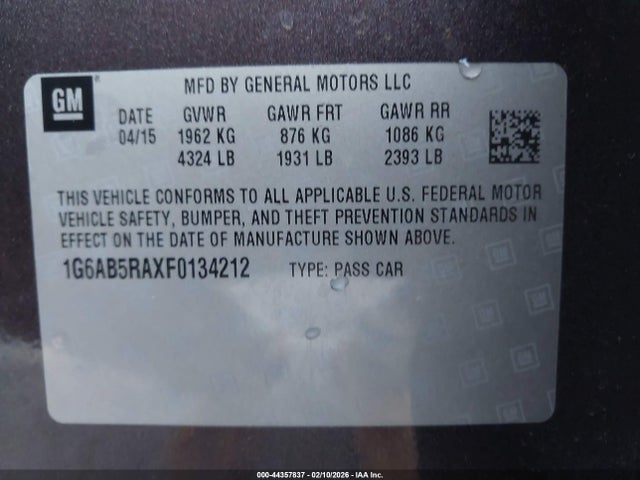 GM
MFD BY GENERAL MOTORS LLC
DATE GVWR GAWR FRT GAWR RR
04/15 1962 KG 876 KG 1086 KG
4324 LB 1931 LB 2393 LB
THIS VEHICLE CONFORMS TO ALL APPLICABLE U.S. FEDERAL MOTOR
VEHICLE SAFETY, BUMPER, AND THEFT PREVENTION STANDARDS IN
EFFECT ON THE DATE OF MANUFACTURE SHOWN ABOVE.
1G6AB5RAXF0134212 TYPE: PASS CAR
000-44357837 - 02/10/2026 - IAA Inc.